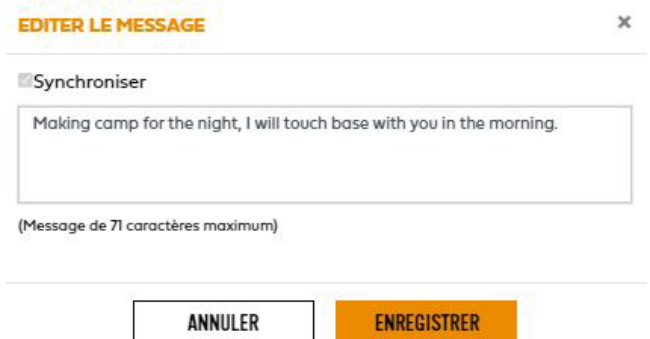 EDITER LE MESSAGE ×
Synchroniser
Making camp for the night, I will touch base with you in the morning.
(Message de 71 caractères maximum)
ANNULER ENREGISTRER